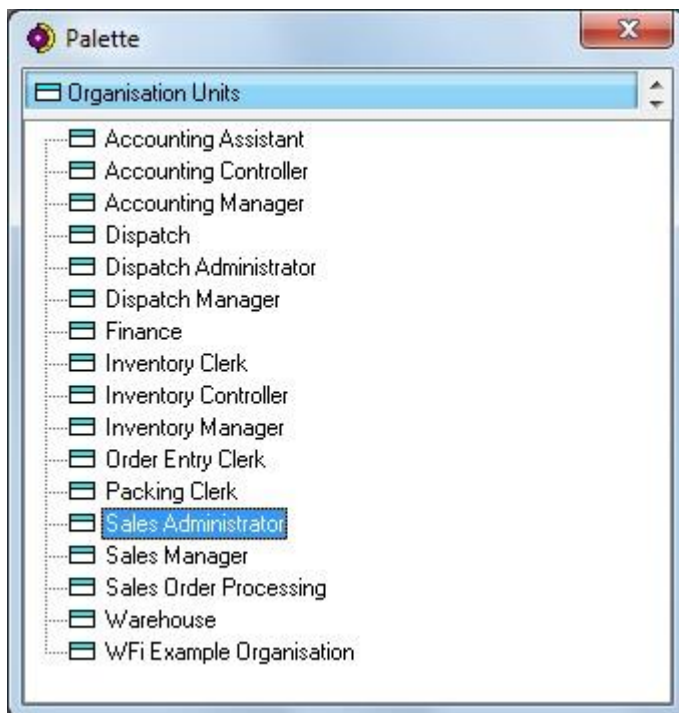 Palette
Organisation Units
Accounting Assistant
Accounting Controller
Accounting Manager
Dispatch
Dispatch Administrator
Dispatch Manager
Finance
Inventory Clerk
Inventory Controller
Inventory Manager
Order Entry Clerk
Packing Clerk
Sales Administrator
Sales Manager
Sales Order Processing
Warehouse
WFi Example Organisation